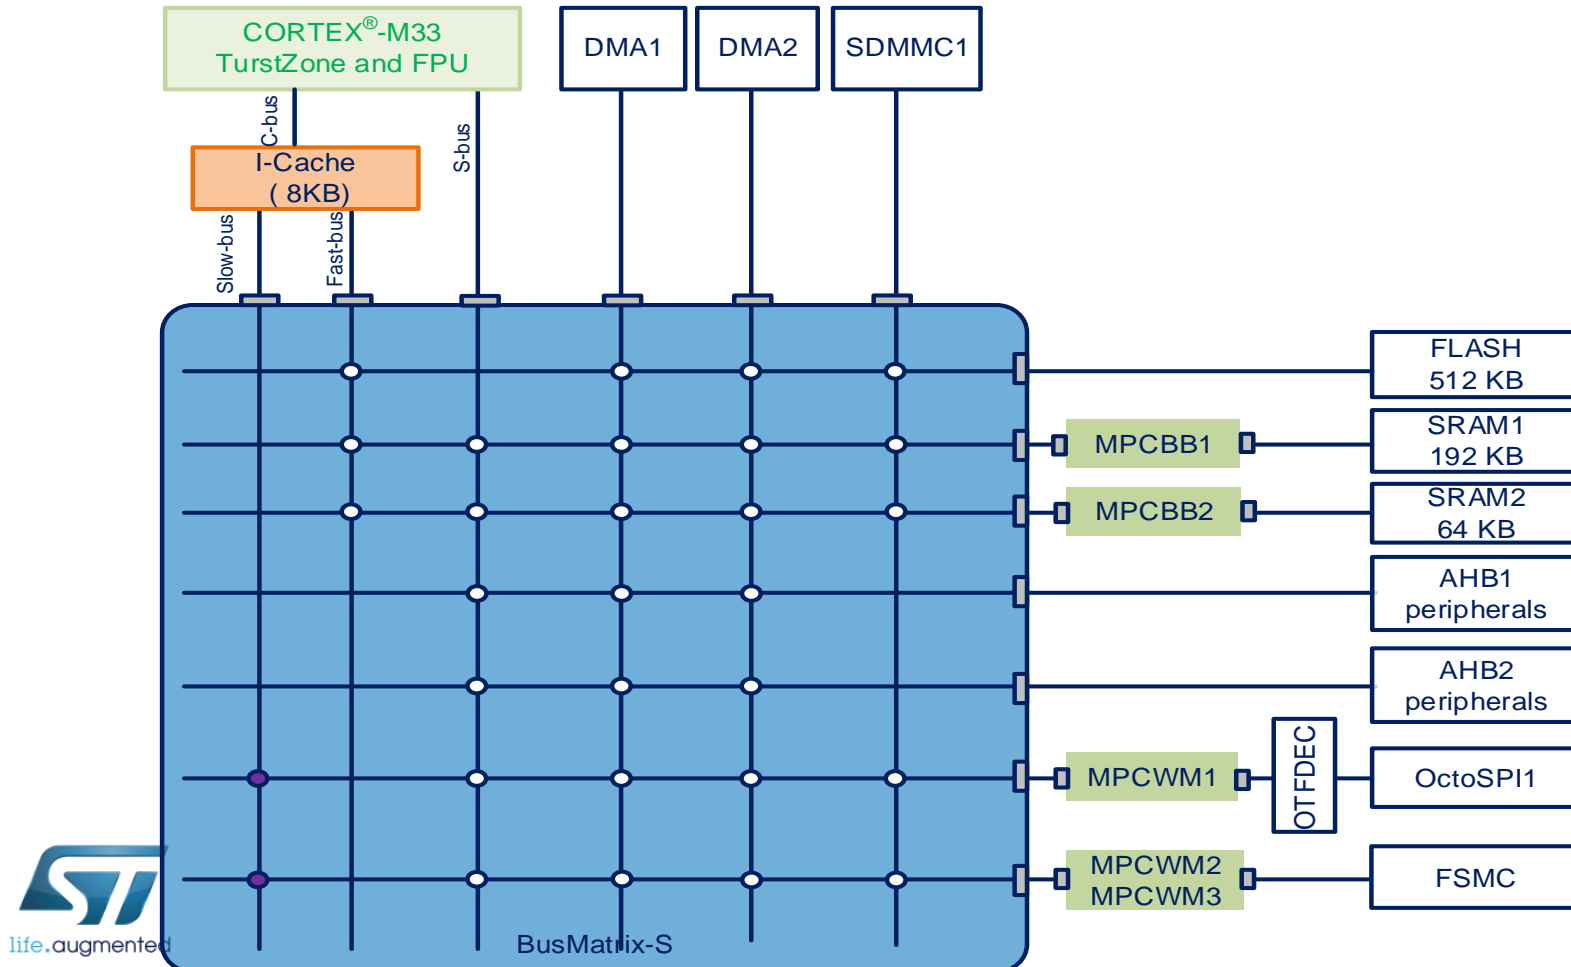 CORTEX®-M33
TurstZone and FPU
DMA1
DMA2
SDMMC1
C-bus
S-bus
I-Cache
( 8KB)
Slow-bus
Fast-bus
FLASH
512 KB
MPCBB1
SRAM1
192 KB
MPCBB2
SRAM2
64 KB
AHB1
peripherals
AHB2
peripherals
MPCWM1
OTFDEC
OctoSPI1
MPCWM2
MPCWM3
FSMC
BusMatrix-S
ST
life.augmented